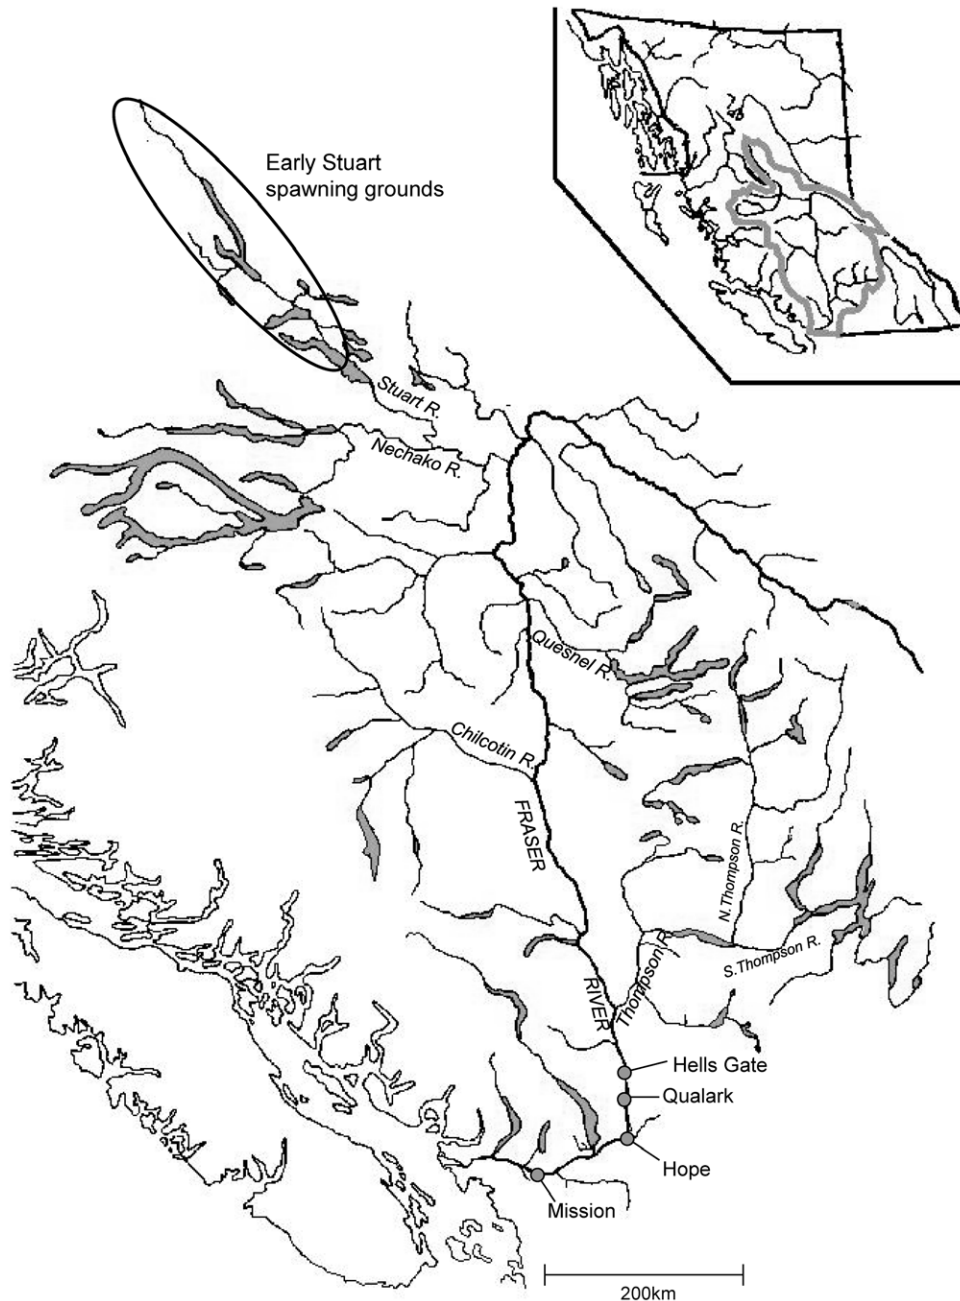 Early Stuart
spawning grounds
Stuart R.
Nechako R.
Quesnel R.
Chilcotin R.
FRASER
N.Thompson R.
S.Thompson R.
Thompson R.
RIVER
Hells Gate
Qualark
Hope
Mission
200km